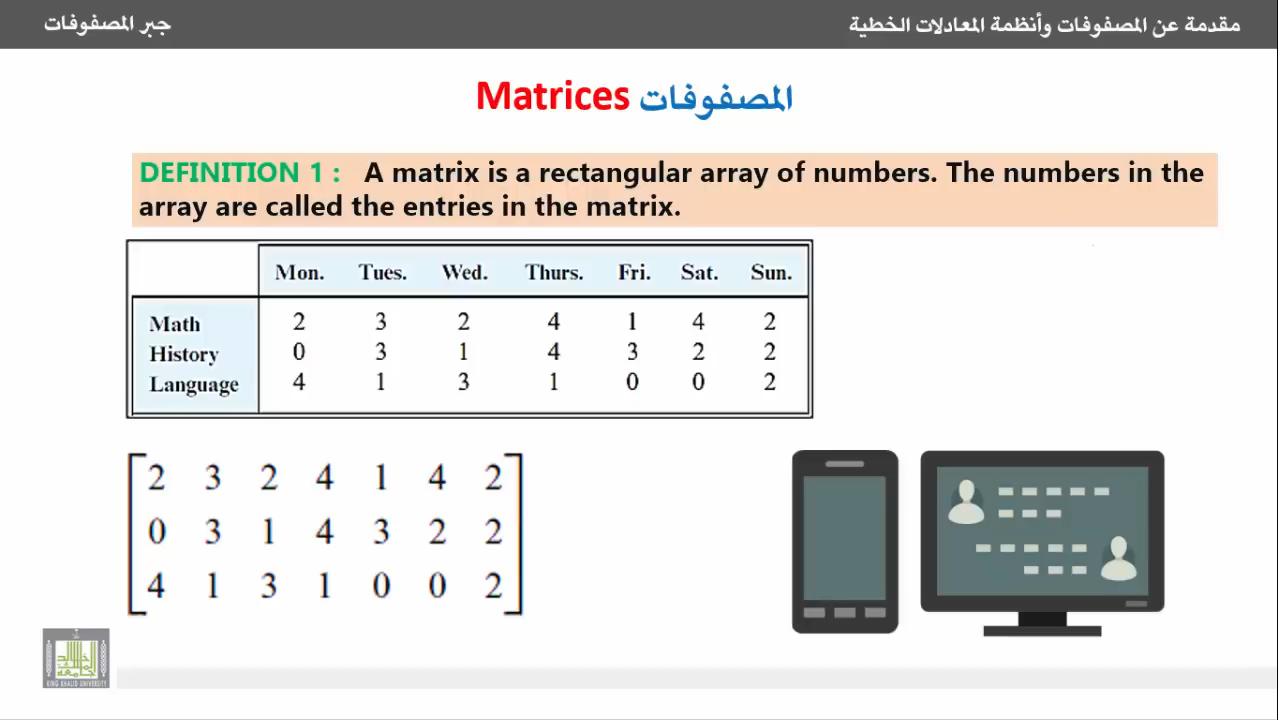 مقدمة عن المصفوفات وأنظمة المعادلات الخطية
جبر المصفوفات
المصفوفات Matrices
DEFINITION 1 : A matrix is a rectangular array of numbers. The numbers in the
array are called the entries in the matrix.
Mon. Tues. Wed. Thurs. Fri. Sat. Sun.
Math 2 3 2 4 1 4 2
History 0 3 1 4 3 2 2
Language 4 1 3 1 0 0 2
2 3 2 4 1 4 2
0 3 1 4 3 2 2
4 1 3 1 0 0 2
KING KHALID UNIVERSITY